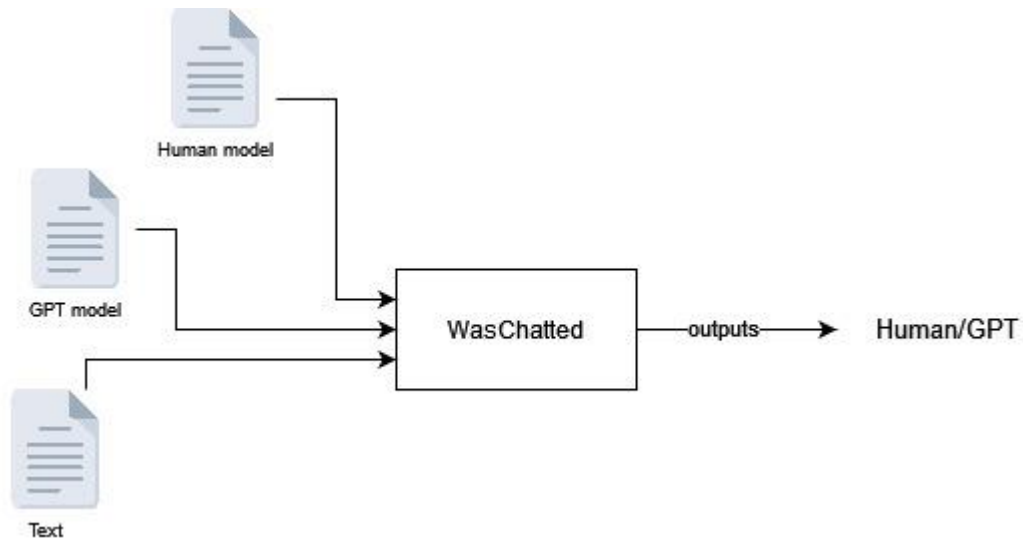 Human model
GPT model
WasChatted
outputs
Human/GPT
Text